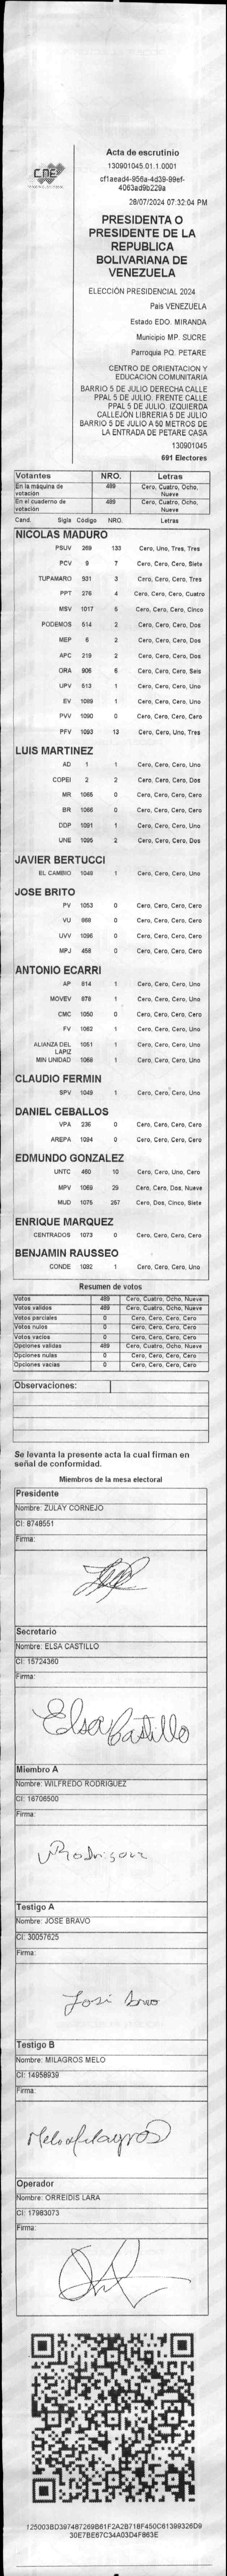 CNE
Acta de escrutinio
130901045.01.1.0001
cf1aead4-956a-4d39-99ef-
4063ad9b229a
28/07/2024 07:32:04 PM
PRESIDENTA O
PRESIDENTE DE LA
REPUBLICA
BOLIVARIANA DE
VENEZUELA
ELECCIÓN PRESIDENCIAL 2024
País VENEZUELA
Estado EDO. MIRANDA
Municipio MP. SUCRE
Parroquia PQ. PETARE
CENTRO DE ORIENTACION Y
EDUCACION COMUNITARIA
BARRIO 5 DE JULIO DERECHA CALLE
PPAL 5 DE JULIO. FRENTE CALLE
PPAL 5 DE JULIO. IZQUIERDA
CALLEJÓN LIBRERIA 5 DE JULIO
BARRIO 5 DE JULIO A 50 METROS DE
LA ENTRADA DE PETARE CASA
130901045
691 Electores
Votantes NRO. Letras
En la máquina de votación 489 Cero, Cuatro, Ocho, Nueve
En el cuaderno de votación 489 Cero, Cuatro, Ocho, Nueve
Cand. Sigla Código NRO. Letras
NICOLAS MADURO
PSUV 269 133 Cero, Uno, Tres, Tres
PCV 9 7 Cero, Cero, Cero, Siete
TUPAMARO 931 3 Cero, Cero, Cero, Tres
PPT 276 4 Cero, Cero, Cero, Cuatro
MSV 1017 5 Cero, Cero, Cero, Cinco
PODEMOS 514 2 Cero, Cero, Cero, Dos
MEP 6 2 Cero, Cero, Cero, Dos
APC 219 2 Cero, Cero, Cero, Dos
ORA 906 6 Cero, Cero, Cero, Seis
UPV 513 1 Cero, Cero, Cero, Uno
EV 1089 1 Cero, Cero, Cero, Uno
PVV 1090 0 Cero, Cero, Cero, Cero
PFV 1093 13 Cero, Cero, Uno, Tres
LUIS MARTINEZ
AD 1 1 Cero, Cero, Cero, Uno
COPEI 2 2 Cero, Cero, Cero, Dos
MR 1065 0 Cero, Cero, Cero, Cero
BR 1066 0 Cero, Cero, Cero, Cero
DDP 1091 1 Cero, Cero, Cero, Uno
UNE 1095 2 Cero, Cero, Cero, Dos
JAVIER BERTUCCI
EL CAMBIO 1048 1 Cero, Cero, Cero, Uno
JOSE BRITO
PV 1053 0 Cero, Cero, Cero, Cero
VU 868 0 Cero, Cero, Cero, Cero
UVV 1096 0 Cero, Cero, Cero, Cero
MPJ 458 0 Cero, Cero, Cero, Cero
ANTONIO ECARRI
AP 814 1 Cero, Cero, Cero, Uno
MOVEV 878 1 Cero, Cero, Cero, Uno
CMC 1050 0 Cero, Cero, Cero, Cero
FV 1062 1 Cero, Cero, Cero, Uno
ALIANZA DEL LAPIZ 1051 1 Cero, Cero, Cero, Uno
MIN UNIDAD 1068 1 Cero, Cero, Cero, Uno
CLAUDIO FERMIN
SPV 1049 1 Cero, Cero, Cero, Uno
DANIEL CEBALLOS
VPA 236 0 Cero, Cero, Cero, Cero
AREPA 1094 0 Cero, Cero, Cero, Cero
EDMUNDO GONZALEZ
UNTC 460 10 Cero, Cero, Uno, Cero
MPV 1069 29 Cero, Cero, Dos, Nueve
MUD 1075 257 Cero, Dos, Cinco, Siete
ENRIQUE MARQUEZ
CENTRADOS 1073 0 Cero, Cero, Cero, Cero
BENJAMIN RAUSSEO
CONDE 1092 1 Cero, Cero, Cero, Uno
Resumen de votos
Votos 489 Cero, Cuatro, Ocho, Nueve
Votos validos 489 Cero, Cuatro, Ocho, Nueve
Votos parciales 0 Cero, Cero, Cero, Cero
Votos nulos 0 Cero, Cero, Cero, Cero
Votos vacios 0 Cero, Cero, Cero, Cero
Opciones validas 489 Cero, Cuatro, Ocho, Nueve
Opciones nulas 0 Cero, Cero, Cero, Cero
Opciones vacias 0 Cero, Cero, Cero, Cero
Observaciones:
Se levanta la presente acta la cual firman en
señal de conformidad.
Miembros de la mesa electoral
Presidente
Nombre: ZULAY CORNEJO
CI: 8748551
Firma:
Secretario
Nombre: ELSA CASTILLO
CI: 15724360
Firma:
Elsa Castillo
Miembro A
Nombre: WILFREDO RODRIGUEZ
CI: 16706500
Firma:
Testigo A
Nombre: JOSE BRAVO
CI: 30057625
Firma:
José Bravo
Testigo B
Nombre: MILAGROS MELO
CI: 14958939
Firma:
Melo Milagros
Operador
Nombre: ORREIDIS LARA
CI: 17983073
Firma:
125003BD397487269B61F2A2B718F450C61399326D9
30E7BE67C34A03D4F863E